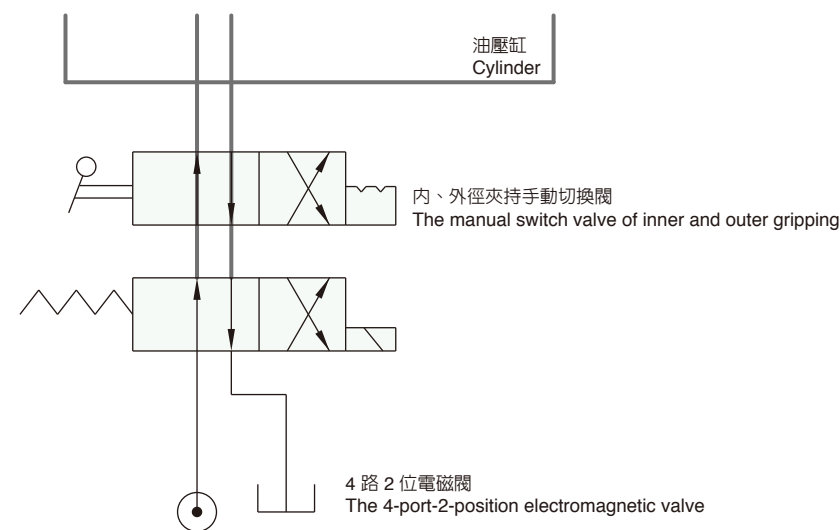 油壓缸
Cylinder
内、外徑夾持手動切換閥
The manual switch valve of inner and outer gripping
4 路 2 位電磁閥
The 4-port-2-position electromagnetic valve